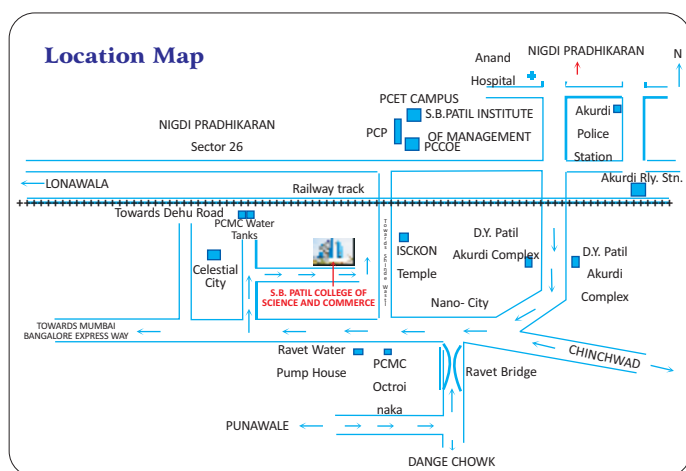 Location Map
NIGDI PRADHIKARAN
N
Anand
Hospital
PCET CAMPUS
S.B.PATIL INSTITUTE
OF MANAGEMENT
PCP
PCCOE
Akurdi
Police
Station
NIGDI PRADHIKARAN
Sector 26
LONAWALA
Railway track
Akurdi Rly. Stn.
Towards Dehu Road
PCMC Water
Tanks
Celestial
City
S.B. PATIL COLLEGE OF
SCIENCE AND COMMERCE
Towards Shinde Wasti
ISCKON
Temple
D.Y. Patil
Akurdi Complex
D.Y. Patil
Akurdi
Complex
Nano- City
TOWARDS MUMBAI
BANGALORE EXPRESS WAY
Ravet Water
Pump House
PCMC
Octroi
naka
Ravet Bridge
CHINCHWAD
PUNAWALE
DANGE CHOWK